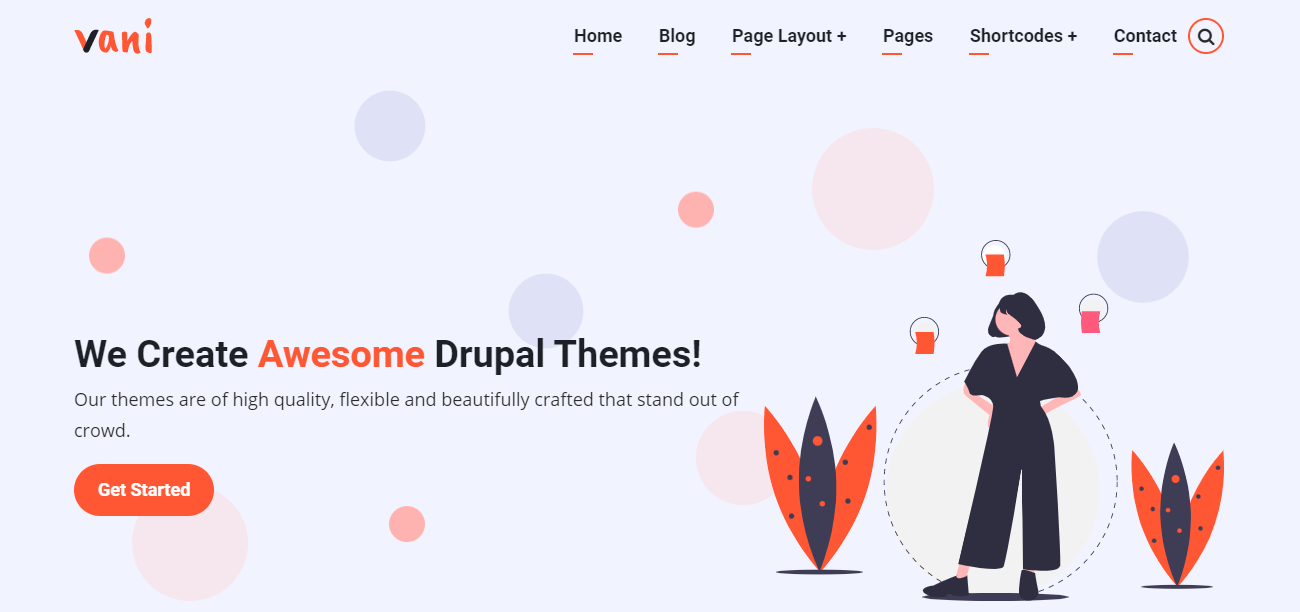 vani
Home Blog Page Layout + Pages Shortcodes + Contact
We Create Awesome Drupal Themes!
Our themes are of high quality, flexible and beautifully crafted that stand out of
crowd.
Get Started